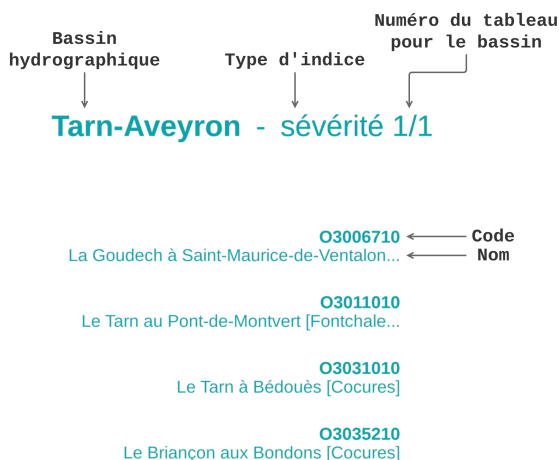 Bassin
hydrographique
Type d'indice
Numéro du tableau
pour le bassin
Tarn-Aveyron - sévérité 1/1
O3006710
Code
La Goudech à Saint-Maurice-de-Ventalon...
Nom
O3011010
Le Tarn au Pont-de-Montvert [Fontchale...
O3031010
Le Tarn à Bédouès [Cocures]
O3035210
Le Briançon aux Bondons [Cocures]